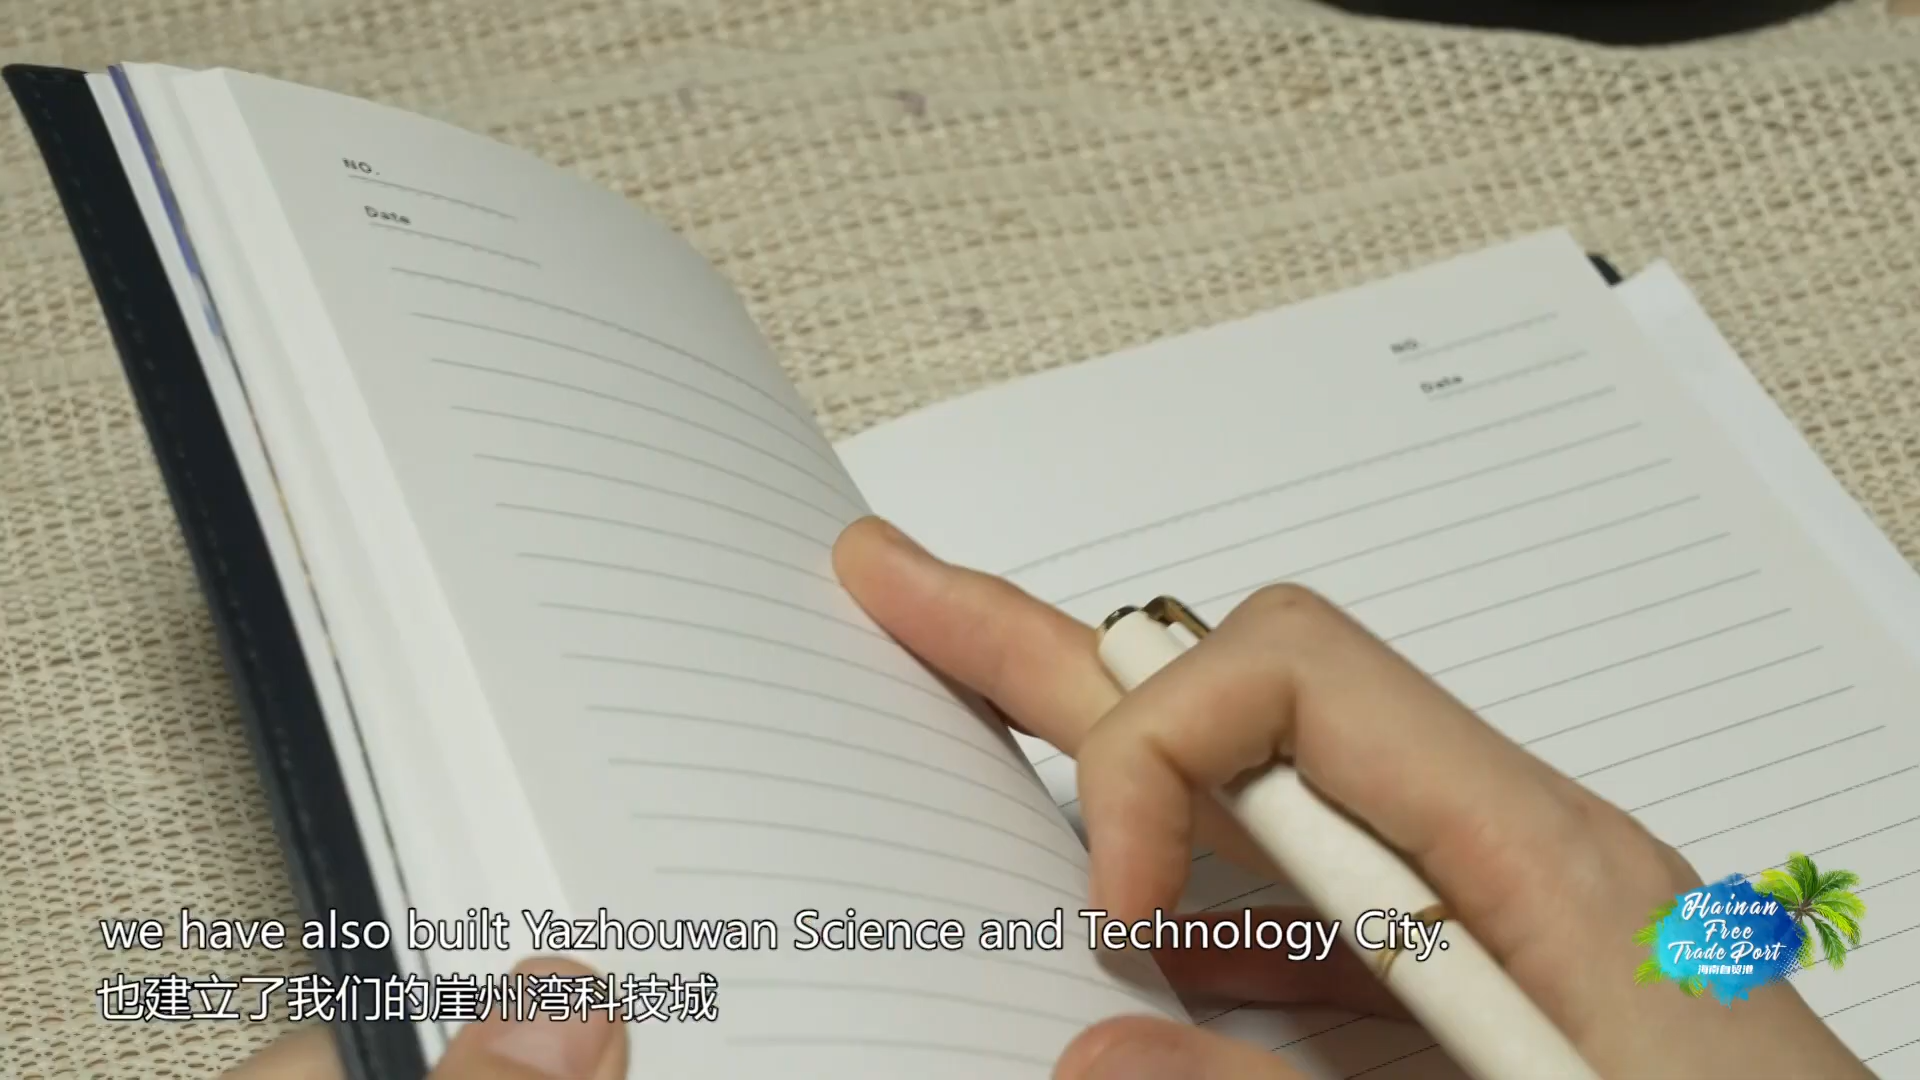 NO.
Date
NO.
Date
we have also built Yazhouwan Science and Technology City.
也建立了我们的崖州湾科技城
Hainan
Free
Trade Port
海南自贸港